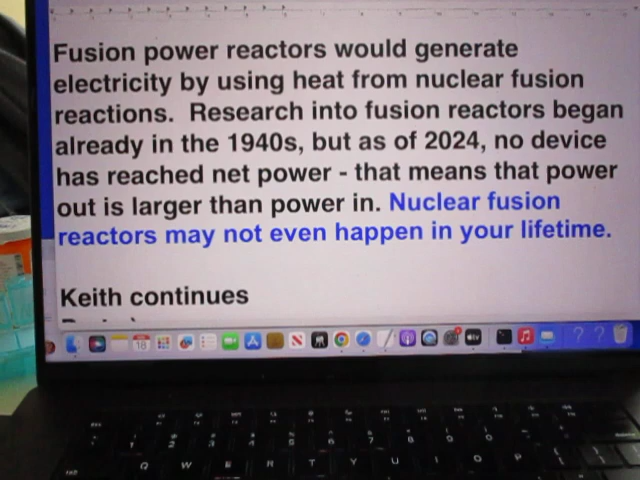 Fusion power reactors would generate
electricity by using heat from nuclear fusion
reactions. Research into fusion reactors began
already in the 1940s, but as of 2024, no device
has reached net power - that means that power
out is larger than power in. Nuclear fusion
reactors may not even happen in your lifetime.
Keith continues
18
tv
Q W E R T Y U I O P